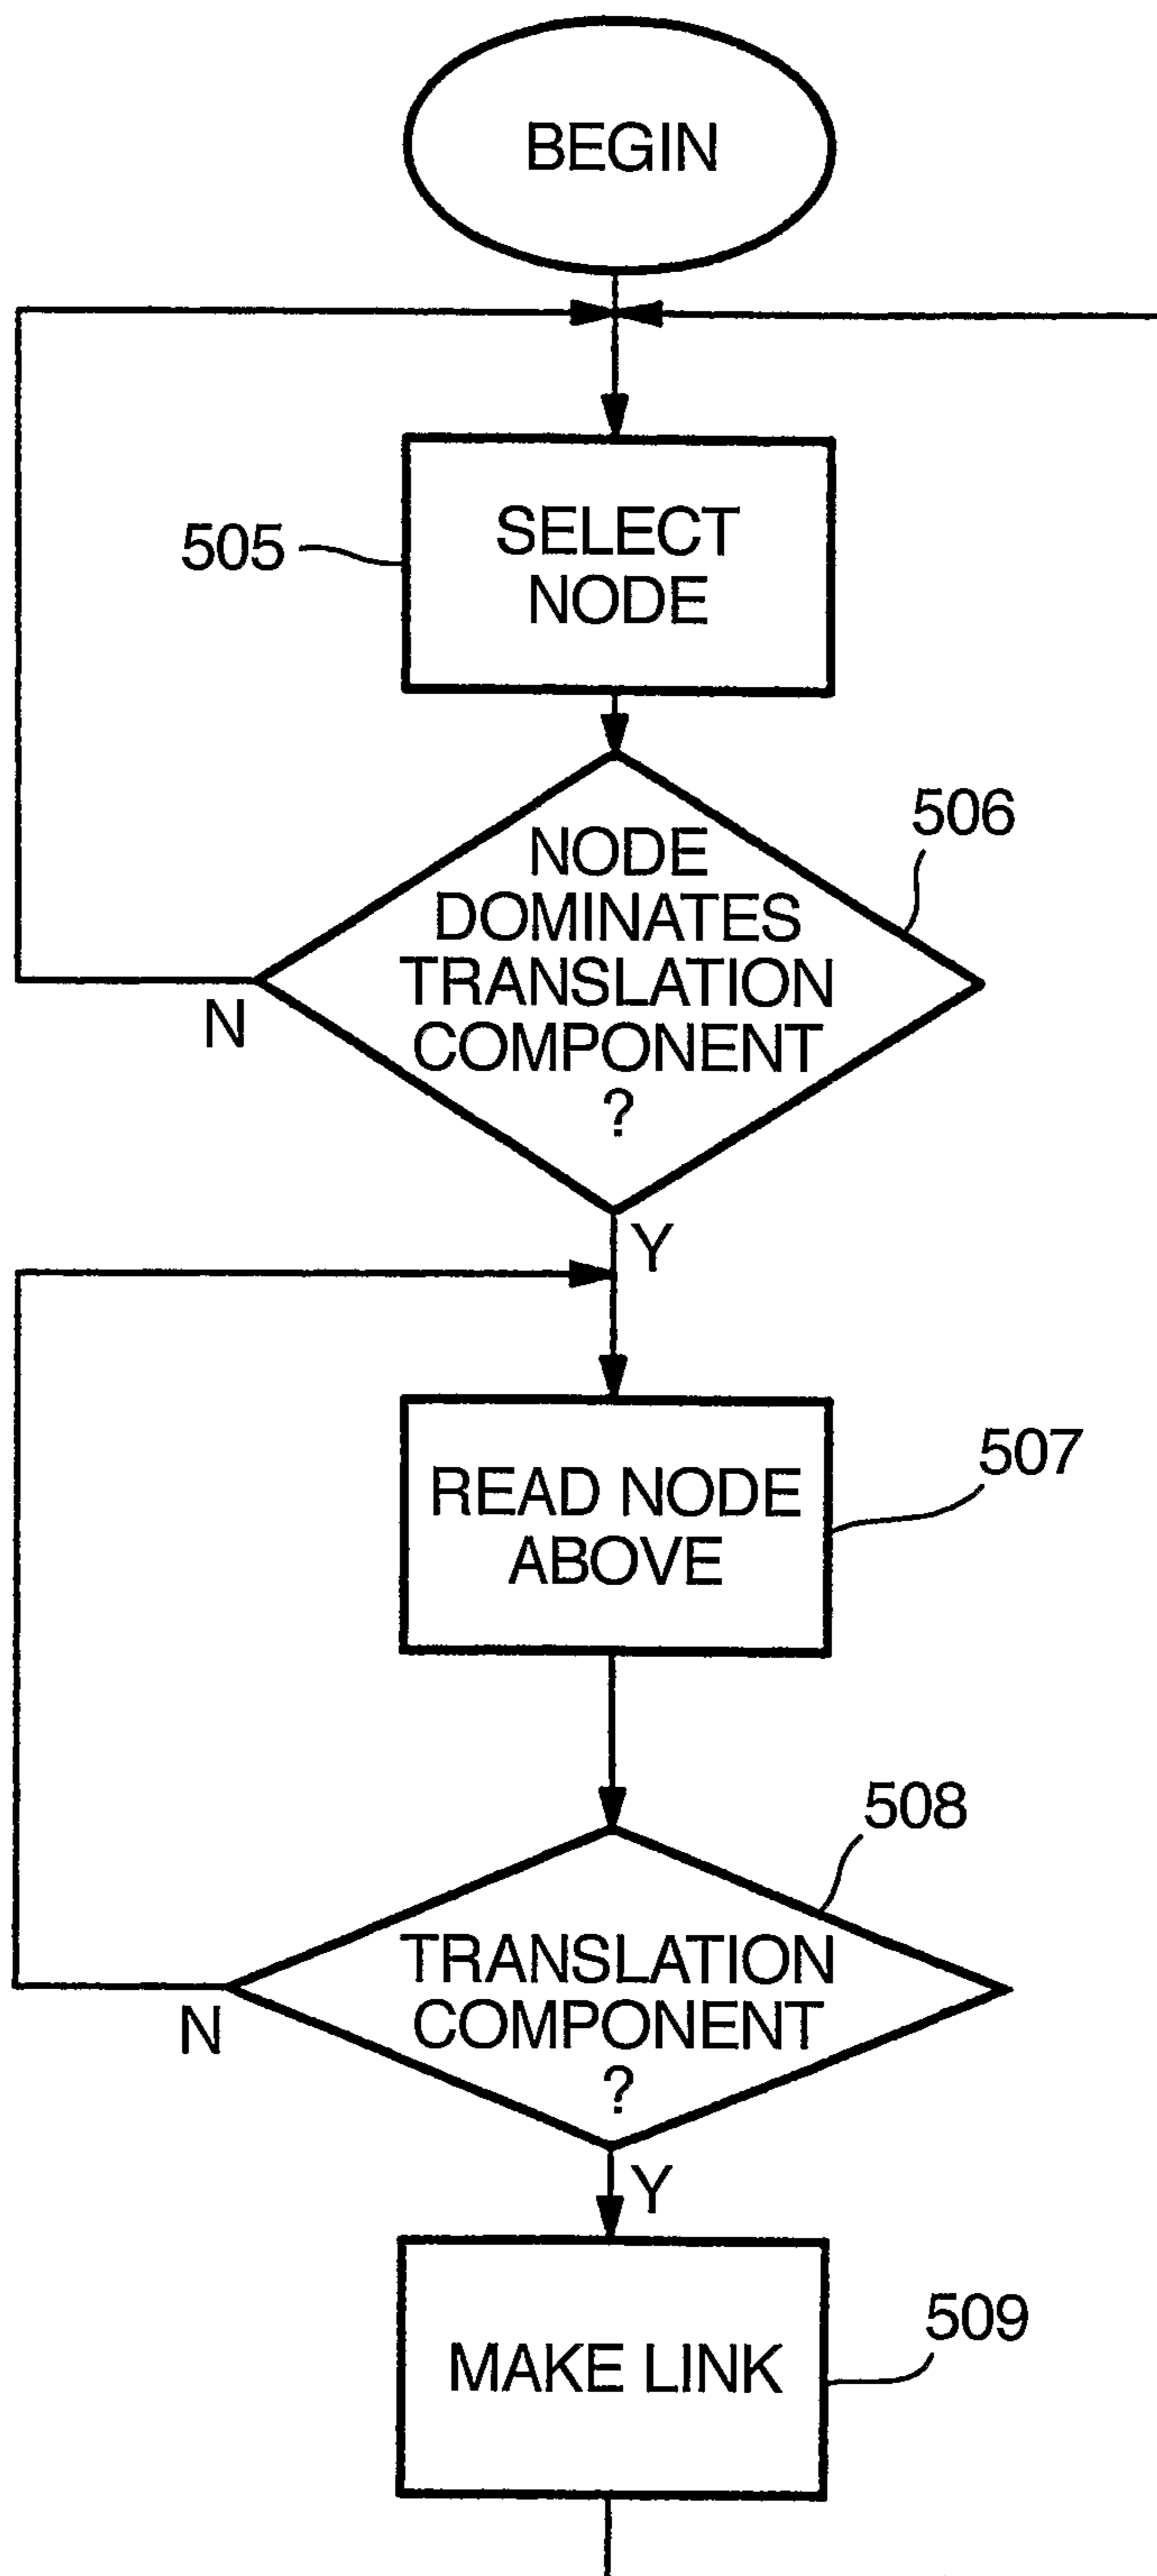 BEGIN
505
SELECT
NODE
506
NODE
DOMINATES
TRANSLATION
COMPONENT
?
N
Y
507
READ NODE
ABOVE
508
TRANSLATION
COMPONENT
?
N
Y
509
MAKE LINK